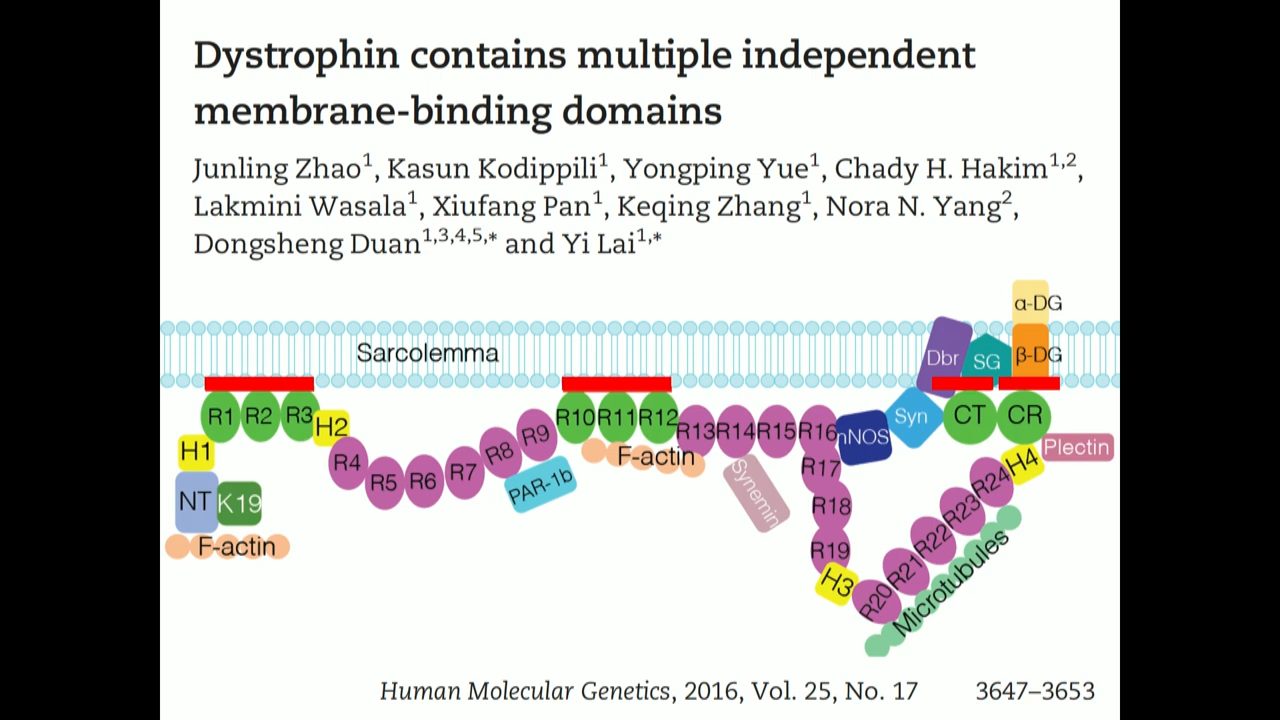 Dystrophin contains multiple independent
membrane-binding domains
Junling Zhao1, Kasun Kodippili1, Yongping Yue1, Chady H. Hakim1,2,
Lakmini Wasala1, Xiufang Pan1, Keqing Zhang1, Nora N. Yang2,
Dongsheng Duan1,3,4,5,* and Yi Lai1,*
α-DG
Sarcolemma
Dbr
SG
β-DG
R1
R2
R3
H2
H1
NT
K19
F-actin
R4
R5
R6
R7
R8
R9
PAR-1b
R10
R11
R12
F-actin
R13
R14
R15
R16
Synemin
nNOS
Syn
CT
CR
Plectin
R17
R18
R19
H3
R20
R21
R22
R23
R24
H4
Microtubules
Human Molecular Genetics, 2016, Vol. 25, No. 17 3647–3653